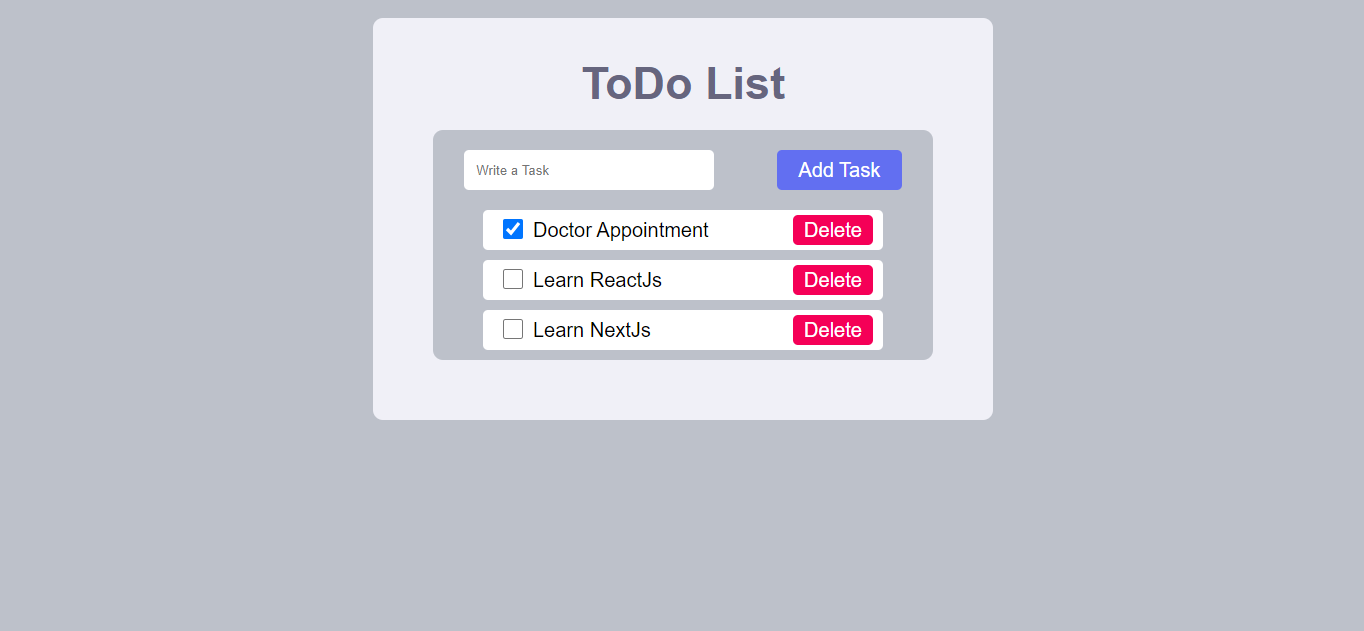 ToDo List
Write a Task
Add Task
Doctor Appointment
Delete
Learn ReactJs
Delete
Learn NextJs
Delete